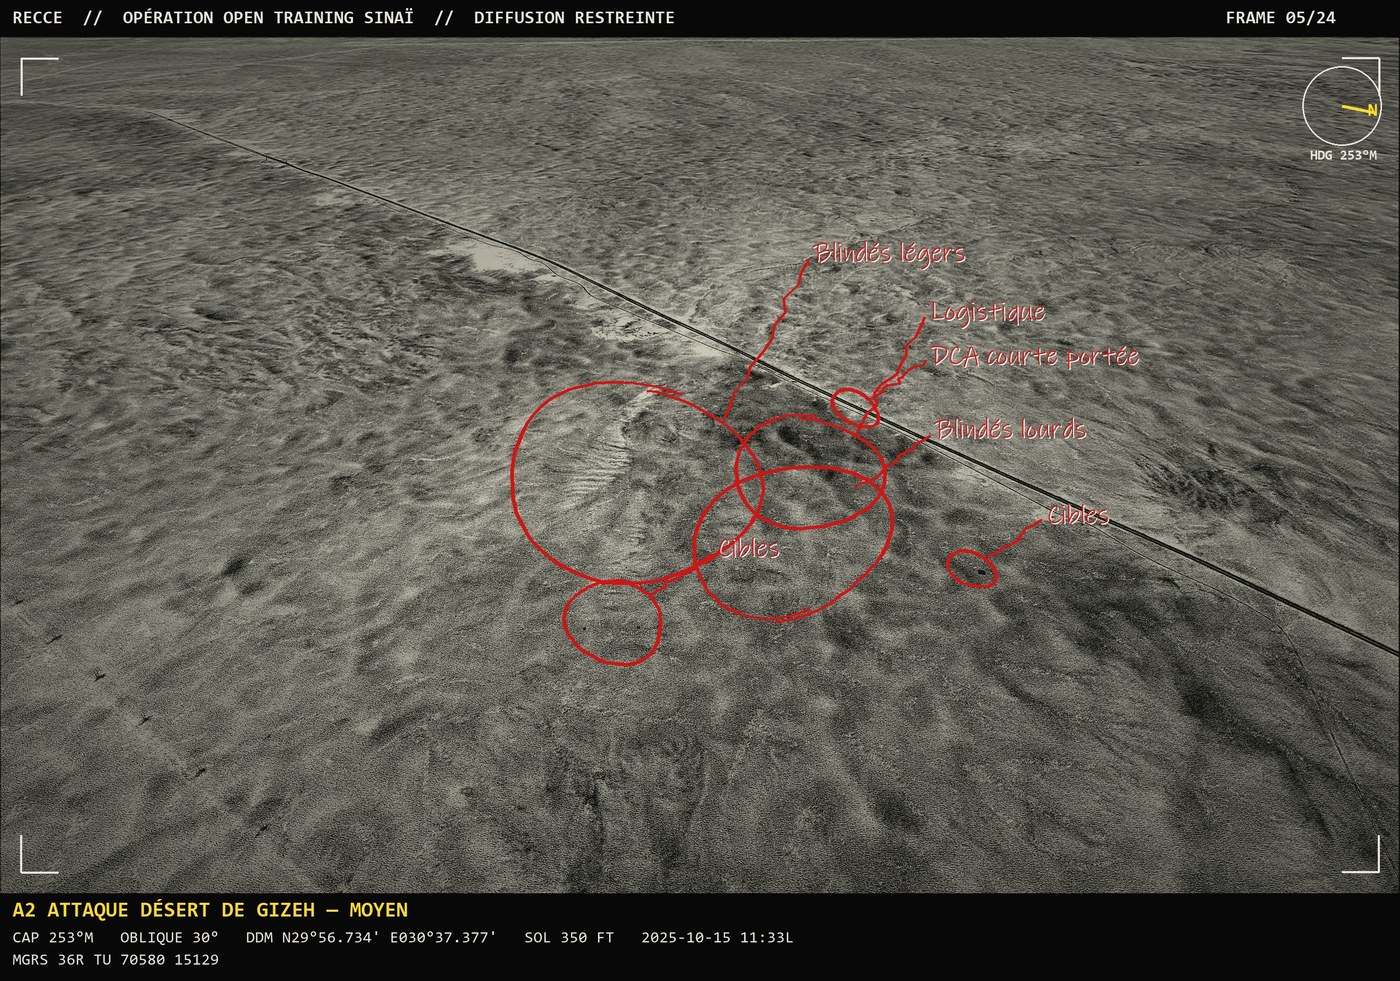 RECCE // OPÉRATION OPEN TRAINING SINAÏ // DIFFUSION RESTREINTE
FRAME 05/24
N
HDG 253°M
Blindés légers
Logistique
DCA courte portée
Blindés lourds
Cibles
Cibles
A2 ATTAQUE DÉSERT DE GIZEH — MOYEN
CAP 253°M OBLIQUE 30° DDM N29°56.734' E030°37.377' SOL 350 FT 2025-10-15 11:33L
MGRS 36R TU 70580 15129